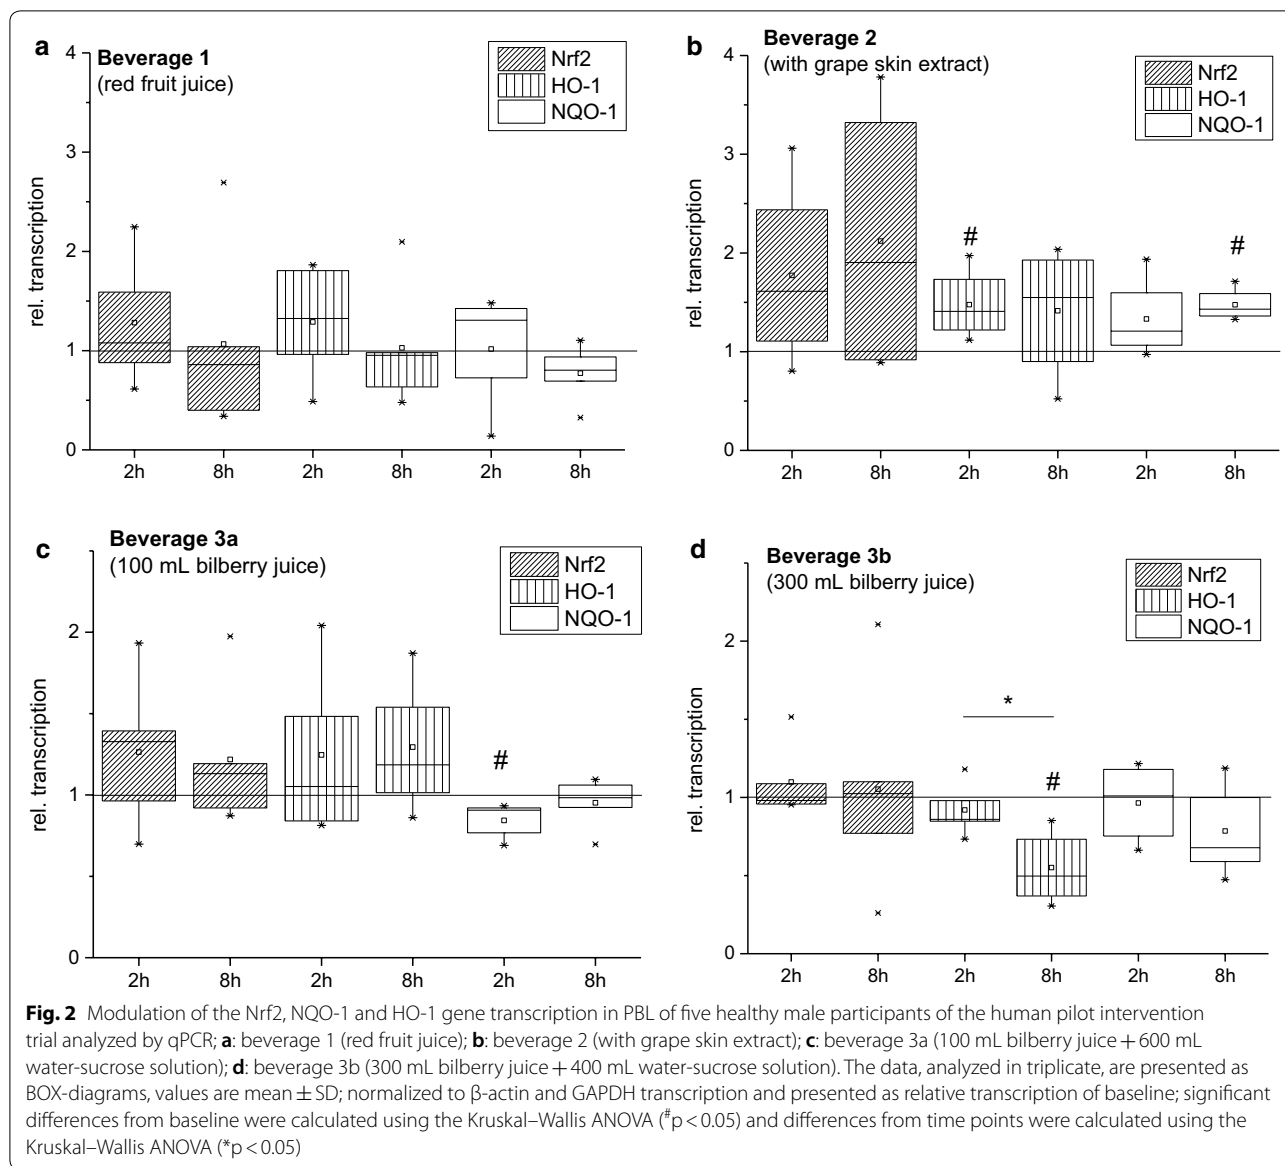 a
Beverage 1
(red fruit juice)
Nrf2
HO-1
NQO-1
rel. transcription
4
3
2
1
0
2h 8h 2h 8h 2h 8h
b
Beverage 2
(with grape skin extract)
Nrf2
HO-1
NQO-1
rel. transcription
4
3
2
1
0
# #
2h 8h 2h 8h 2h 8h
c
Beverage 3a
(100 mL bilberry juice)
Nrf2
HO-1
NQO-1
rel. transcription
2
1
0
#
2h 8h 2h 8h 2h 8h
d
Beverage 3b
(300 mL bilberry juice)
Nrf2
HO-1
NQO-1
rel. transcription
2
1
0
*
#
2h 8h 2h 8h 2h 8h
Fig. 2 Modulation of the Nrf2, NQO-1 and HO-1 gene transcription in PBL of five healthy male participants of the human pilot intervention
trial analyzed by qPCR; a: beverage 1 (red fruit juice); b: beverage 2 (with grape skin extract); c: beverage 3a (100 mL bilberry juice + 600 mL
water-sucrose solution); d: beverage 3b (300 mL bilberry juice + 400 mL water-sucrose solution). The data, analyzed in triplicate, are presented as
BOX-diagrams, values are mean ± SD; normalized to β-actin and GAPDH transcription and presented as relative transcription of baseline; significant
differences from baseline were calculated using the Kruskal–Wallis ANOVA (#p < 0.05) and differences from time points were calculated using the
Kruskal–Wallis ANOVA (*p < 0.05)